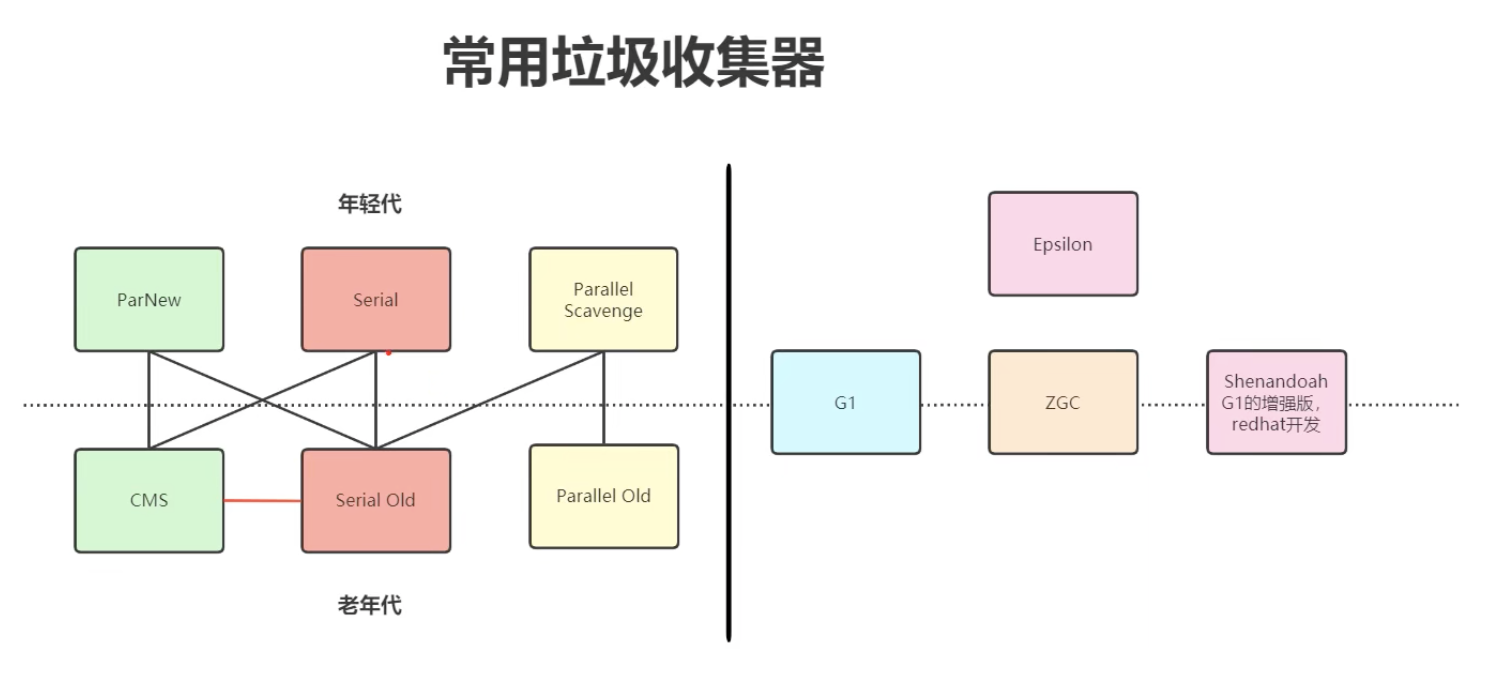 常用垃圾收集器
年轻代
ParNew
Serial
Parallel
Scavenge
CMS
Serial Old
Parallel Old
老年代
Epsilon
G1
ZGC
Shenandoah
G1的增强版，
redhat开发